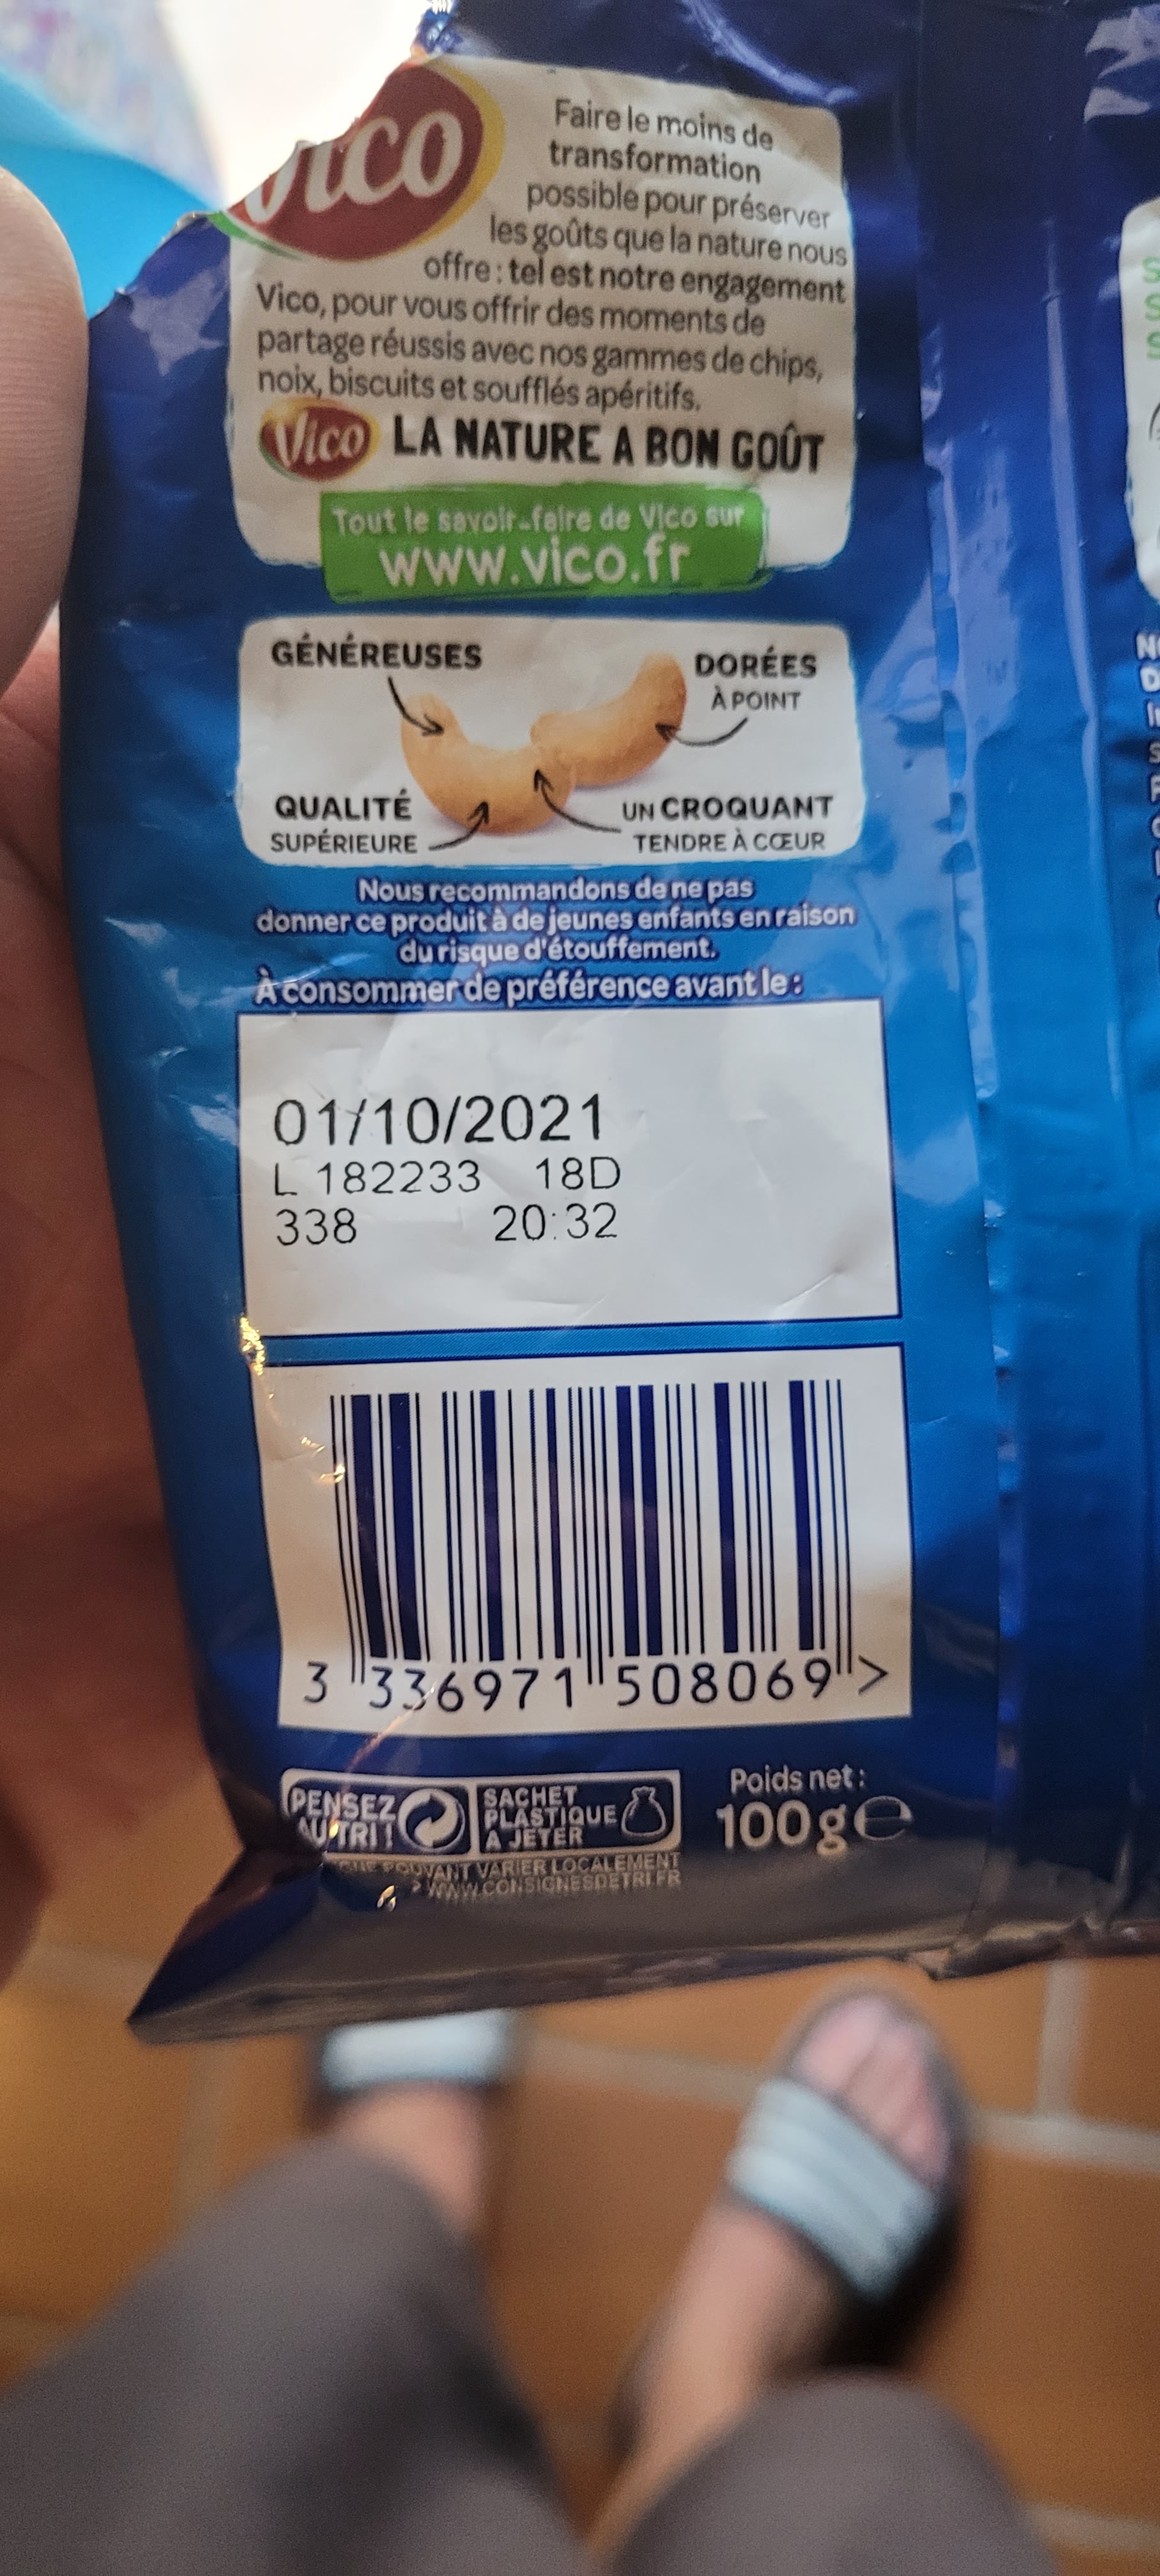 Vico
Faire le moins de
transformation
possible pour préserver
les goûts que la nature nous
offre : tel est notre engagement
Vico, pour vous offrir des moments de
partage réussis avec nos gammes de chips,
noix, biscuits et soufflés apéritifs.
Vico LA NATURE A BON GOÛT
Tout le savoir-faire de Vico sur
www.vico.fr
GÉNÉREUSES
DORÉES
À POINT
QUALITÉ
SUPÉRIEURE
UN CROQUANT
TENDRE À CŒUR
Nous recommandons de ne pas
donner ce produit à de jeunes enfants en raison
du risque d'étouffement.
À consommer de préférence avant le :
01/10/2021
L 182233 18D
338 20:32
3 336971 508069 >
PENSEZ
AU TRI !
SACHET
PLASTIQUE
À JETER
POUVANT VARIER LOCALEMENT
> WWW.CONSIGNESDETRI.FR
Poids net :
100g e